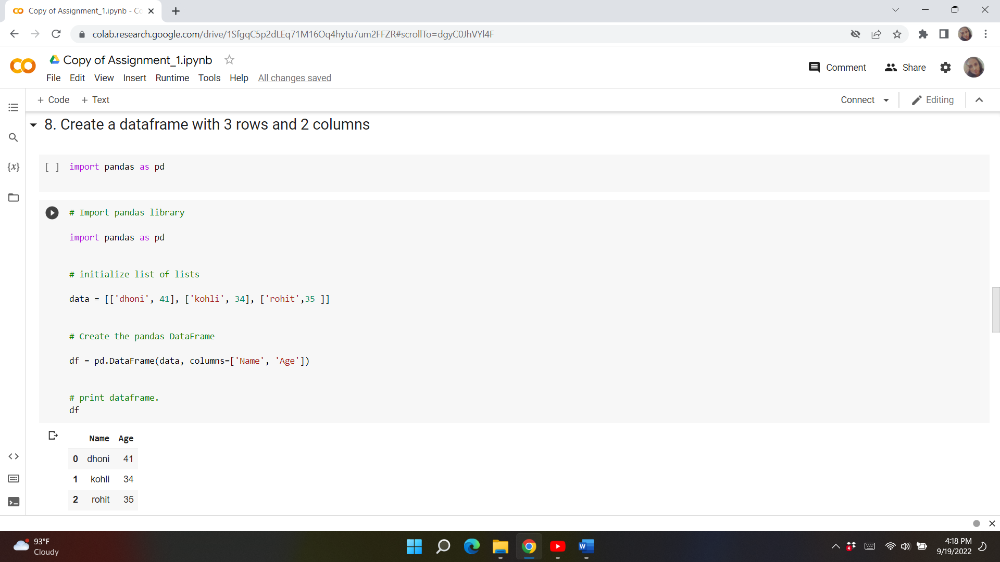 Copy of Assignment_1.ipynb - Co
colab.research.google.com/drive/1SfgqC5p2dLEq71M16Oq4hytu7um2FFZR#scrollTo=dgyC0JhVYl4F
Copy of Assignment_1.ipynb
Comment
Share
File Edit View Insert Runtime Tools Help All changes saved
+ Code + Text
Connect
Editing
8. Create a dataframe with 3 rows and 2 columns
{x}
[ ] import pandas as pd
# Import pandas library
import pandas as pd
# initialize list of lists
data = [['dhoni', 41], ['kohli', 34], ['rohit',35 ]]
# Create the pandas DataFrame
df = pd.DataFrame(data, columns=['Name', 'Age'])
# print dataframe.
df
Name Age
0 dhoni 41
1 kohli 34
2 rohit 35
93°F
Cloudy
W
4
4:18 PM
9/19/2022